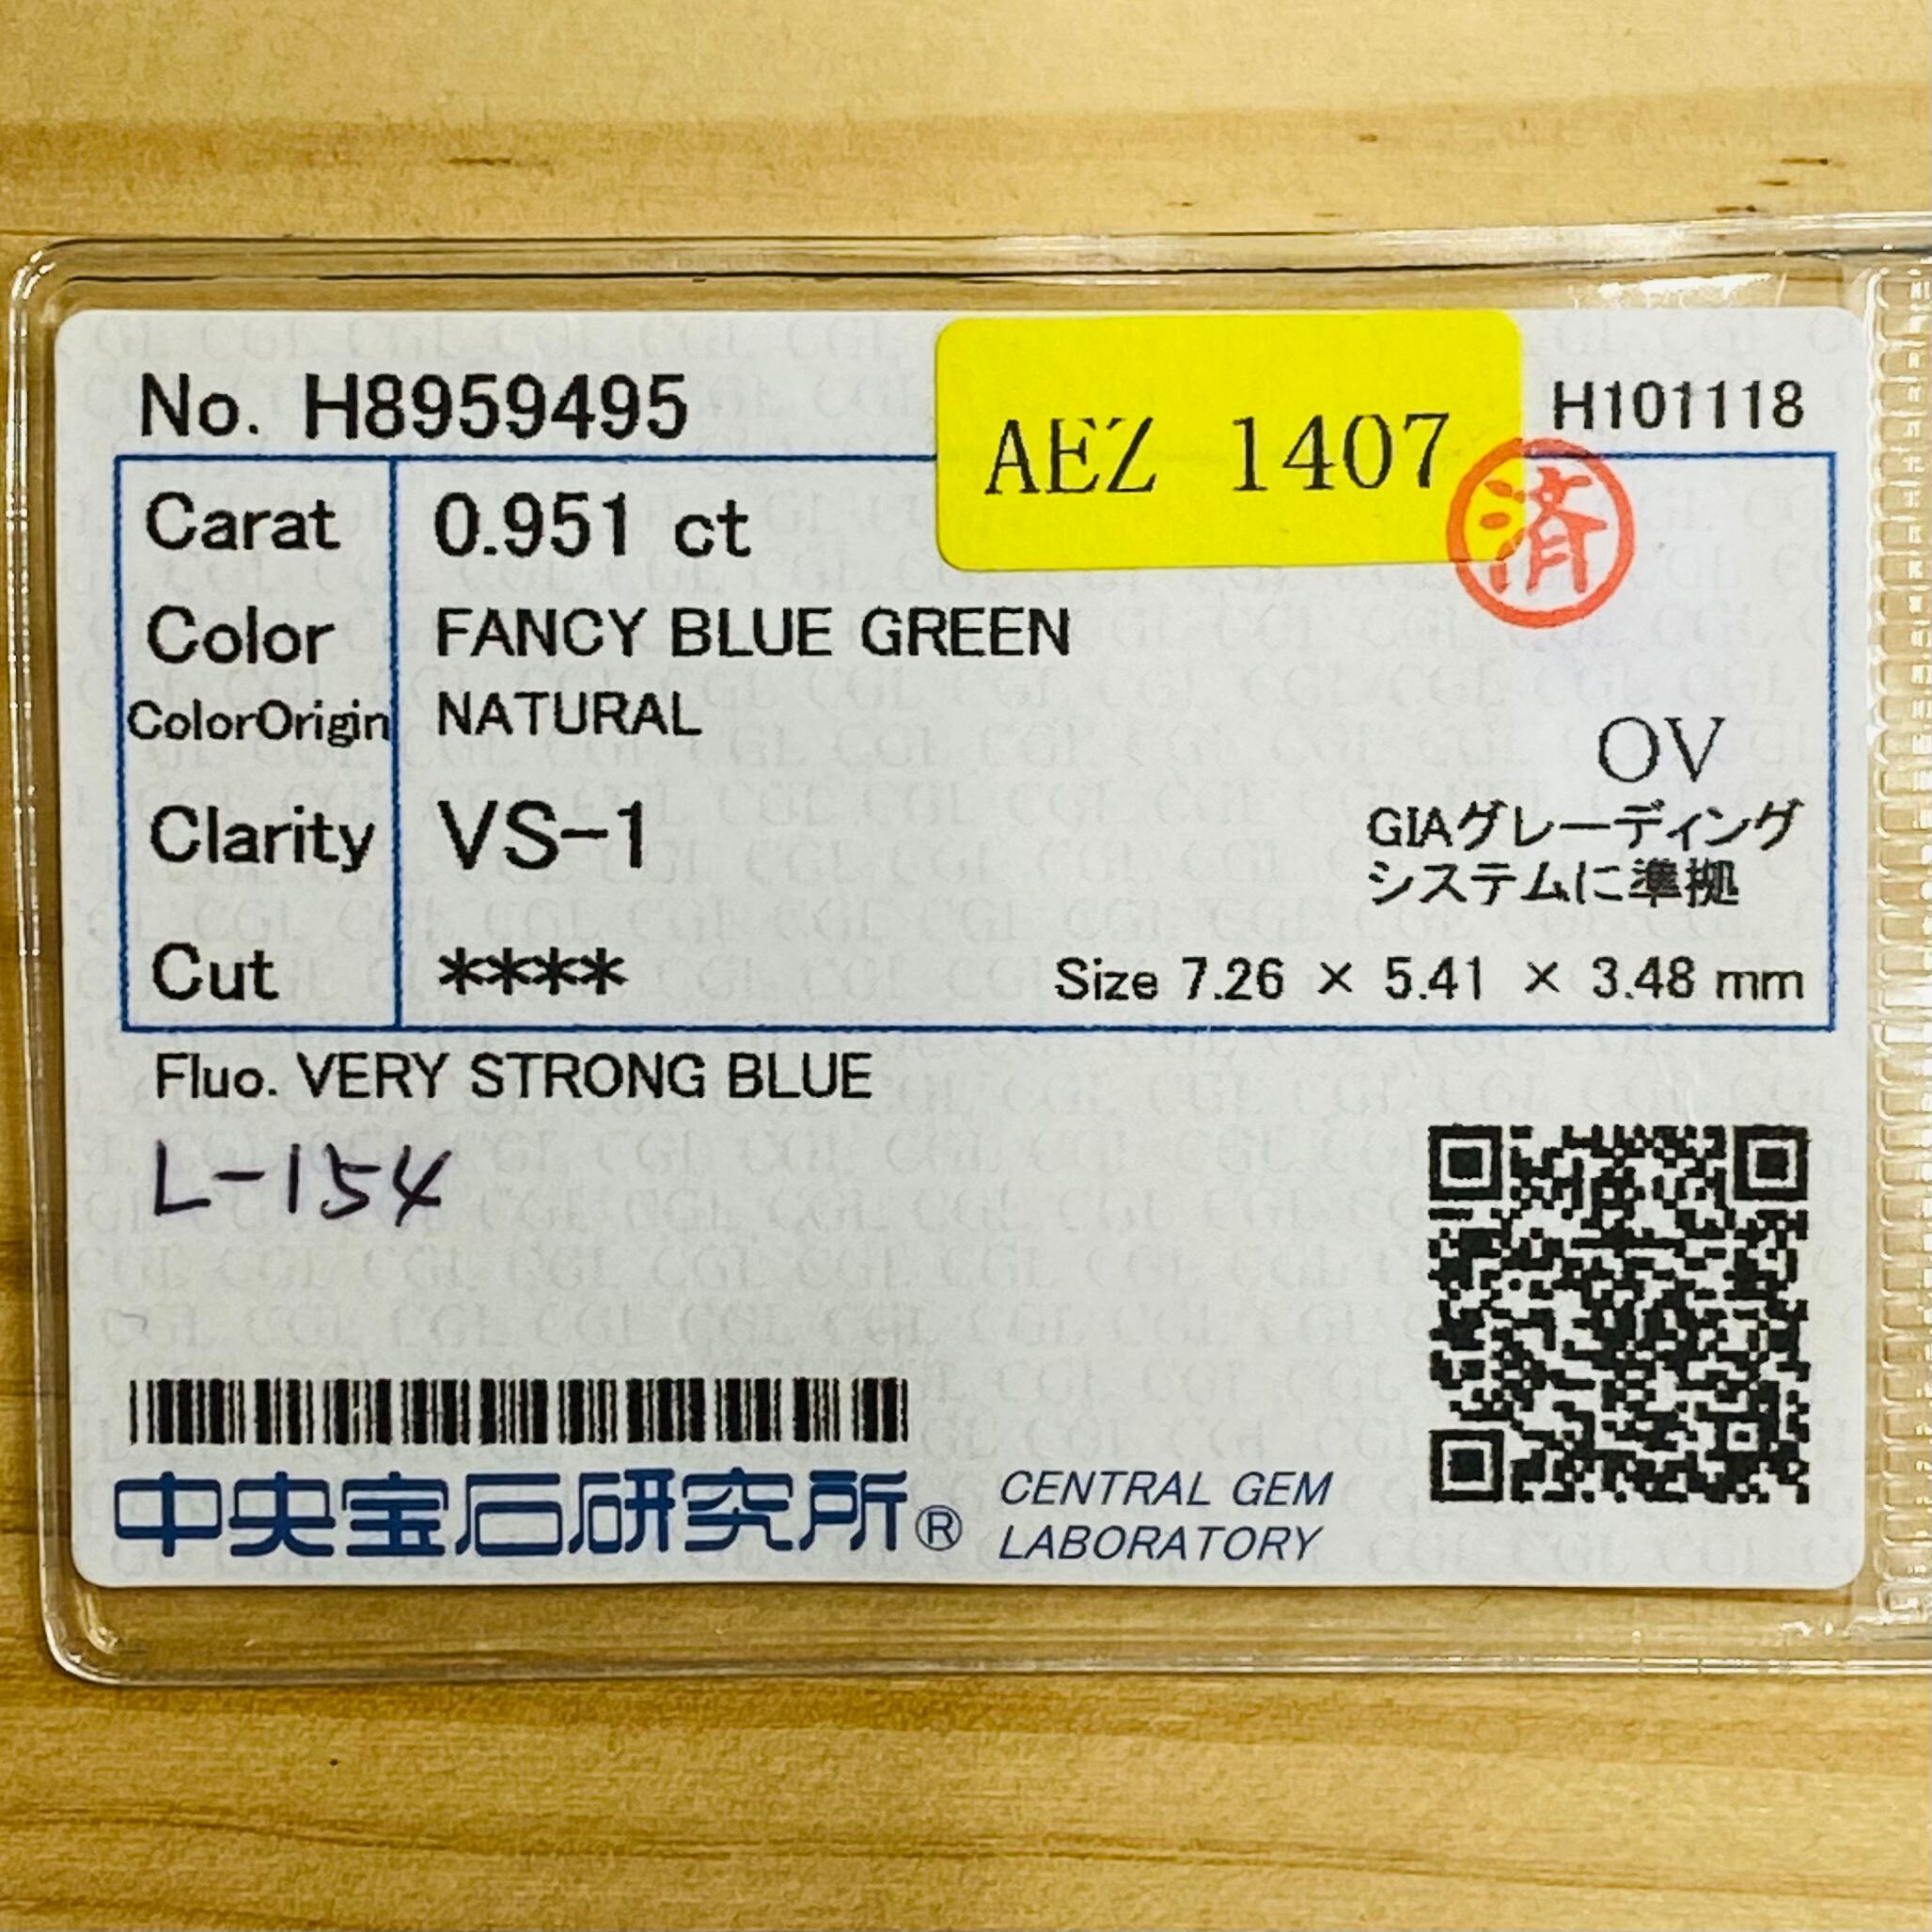 No. H8959495
AEZ 1407
H101118
済
Carat 0.951 ct
Color FANCY BLUE GREEN
ColorOrigin NATURAL
OV
Clarity VS-1
GIAグレーディング
システムに準拠
Cut ****
Size 7.26 × 5.41 × 3.48 mm
Fluo. VERY STRONG BLUE
L-154
中央宝石研究所®
CENTRAL GEM
LABORATORY